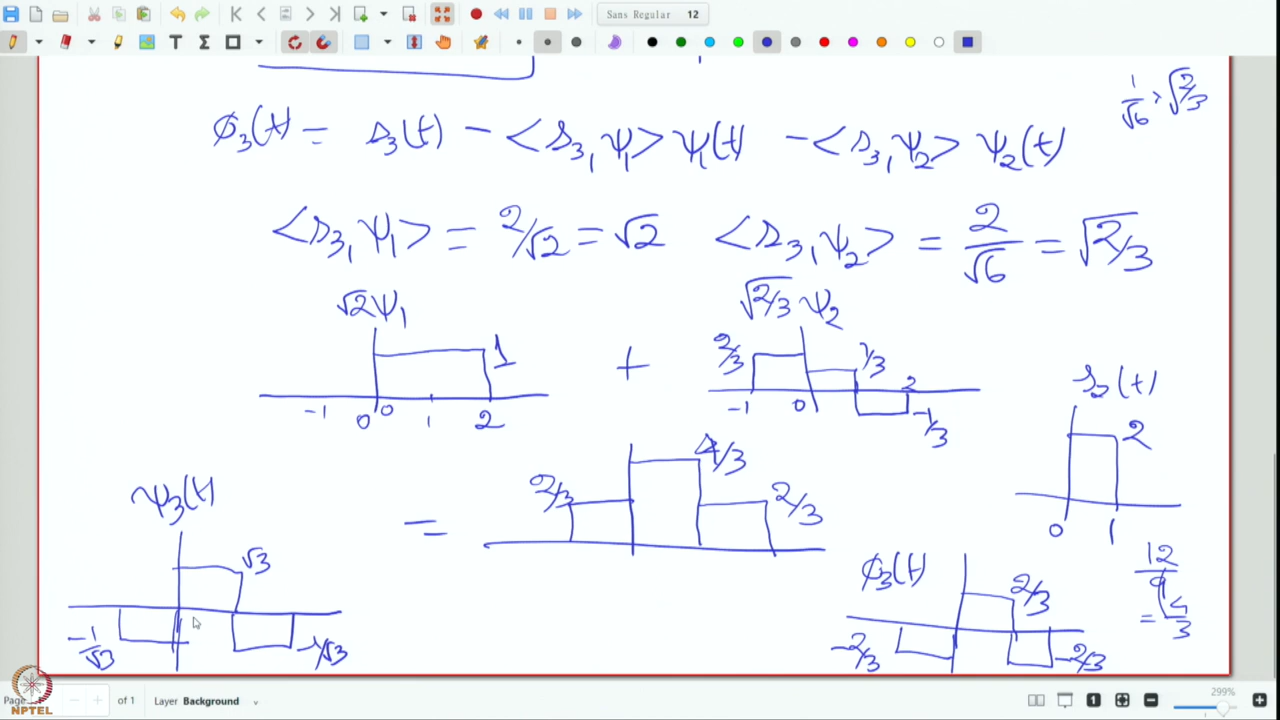 Sans Regular 12
1/√6 , √2/3
φ3(t) = s3(t) - <s3, ψ1> ψ1(t) - <s3, ψ2> ψ2(t)
<s3, ψ1> = 2/√2 = √2 <s3, ψ2> = 2/√6 = √2/3
√2 ψ1 √2/3 ψ2
1 + 2/3 1/3 -1/3
-1 0 0 1 2 -1 0 2
s3(t)
2
0 1
= 2/3 4/3 2/3
ψ3(t)
√3
-1/√3 -1/√3
φ3(t)
2/3
-2/3 -2/3
12/9
= 4/3
NPTEL
Page of 1 Layer Background 1 299%